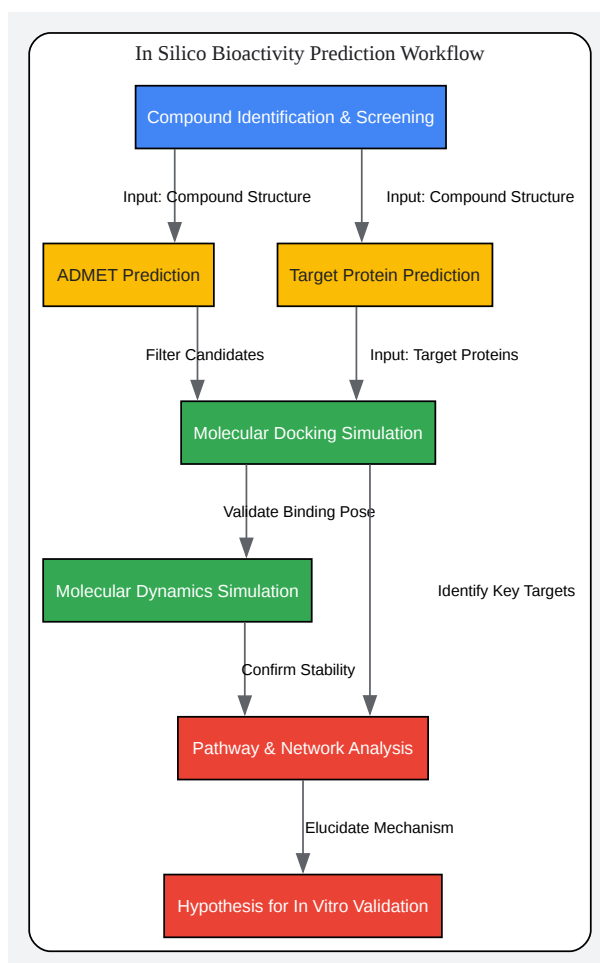 In Silico Bioactivity Prediction Workflow
Compound Identification & Screening
Input: Compound Structure
Input: Compound Structure
ADMET Prediction
Target Protein Prediction
Filter Candidates
Input: Target Proteins
Molecular Docking Simulation
Validate Binding Pose
Molecular Dynamics Simulation
Identify Key Targets
Confirm Stability
Pathway & Network Analysis
Elucidate Mechanism
Hypothesis for In Vitro Validation